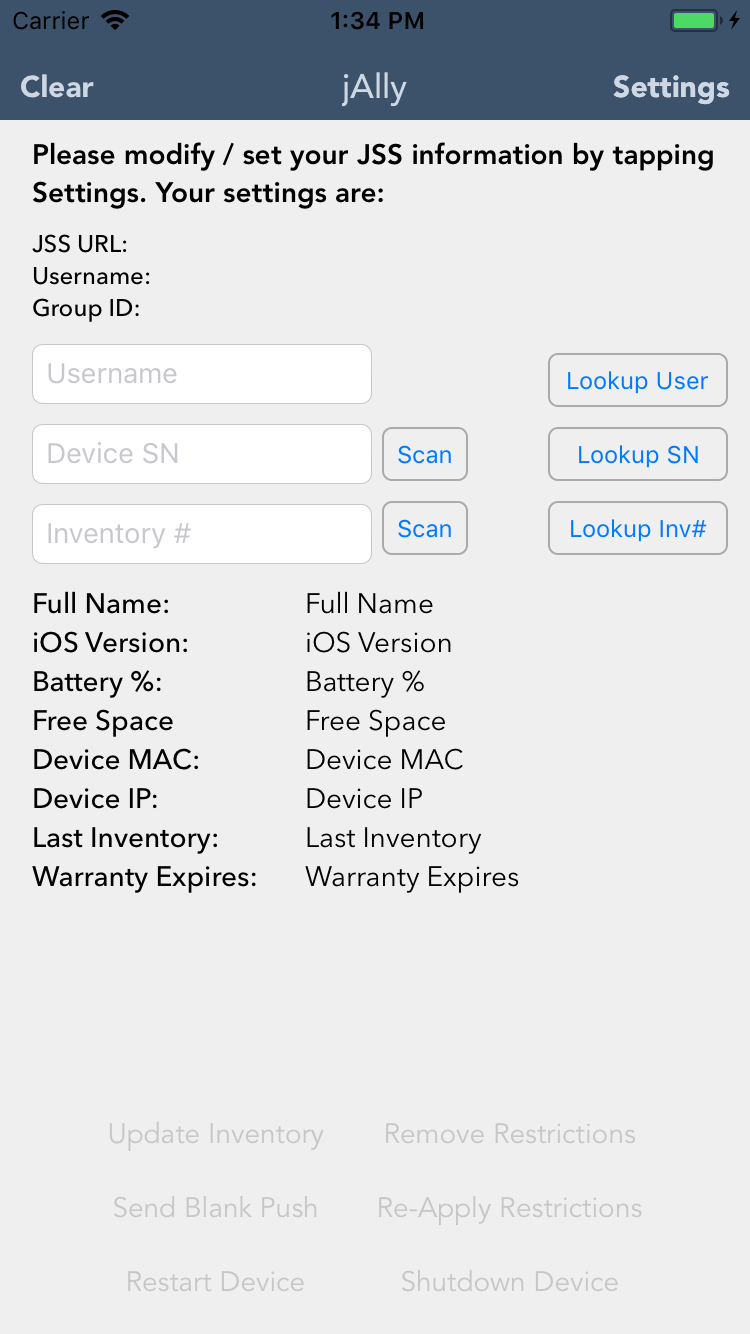 Carrier 1:34 PM
Clear jAlly Settings
Please modify / set your JSS information by tapping
Settings. Your settings are:
JSS URL:
Username:
Group ID:
Username Lookup User
Device SN Scan Lookup SN
Inventory # Scan Lookup Inv#
Full Name: Full Name
iOS Version: iOS Version
Battery %: Battery %
Free Space Free Space
Device MAC: Device MAC
Device IP: Device IP
Last Inventory: Last Inventory
Warranty Expires: Warranty Expires
Update Inventory Remove Restrictions
Send Blank Push Re-Apply Restrictions
Restart Device Shutdown Device